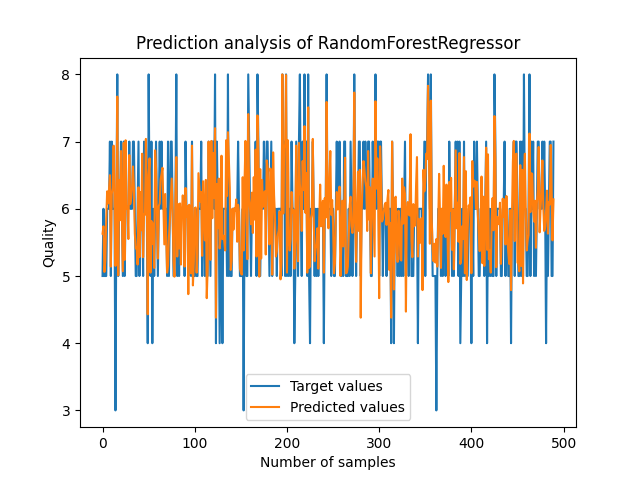 Prediction analysis of RandomForestRegressor
8
7
6
5
4
3
Quality
Target values
Predicted values
0 100 200 300 400 500
Number of samples